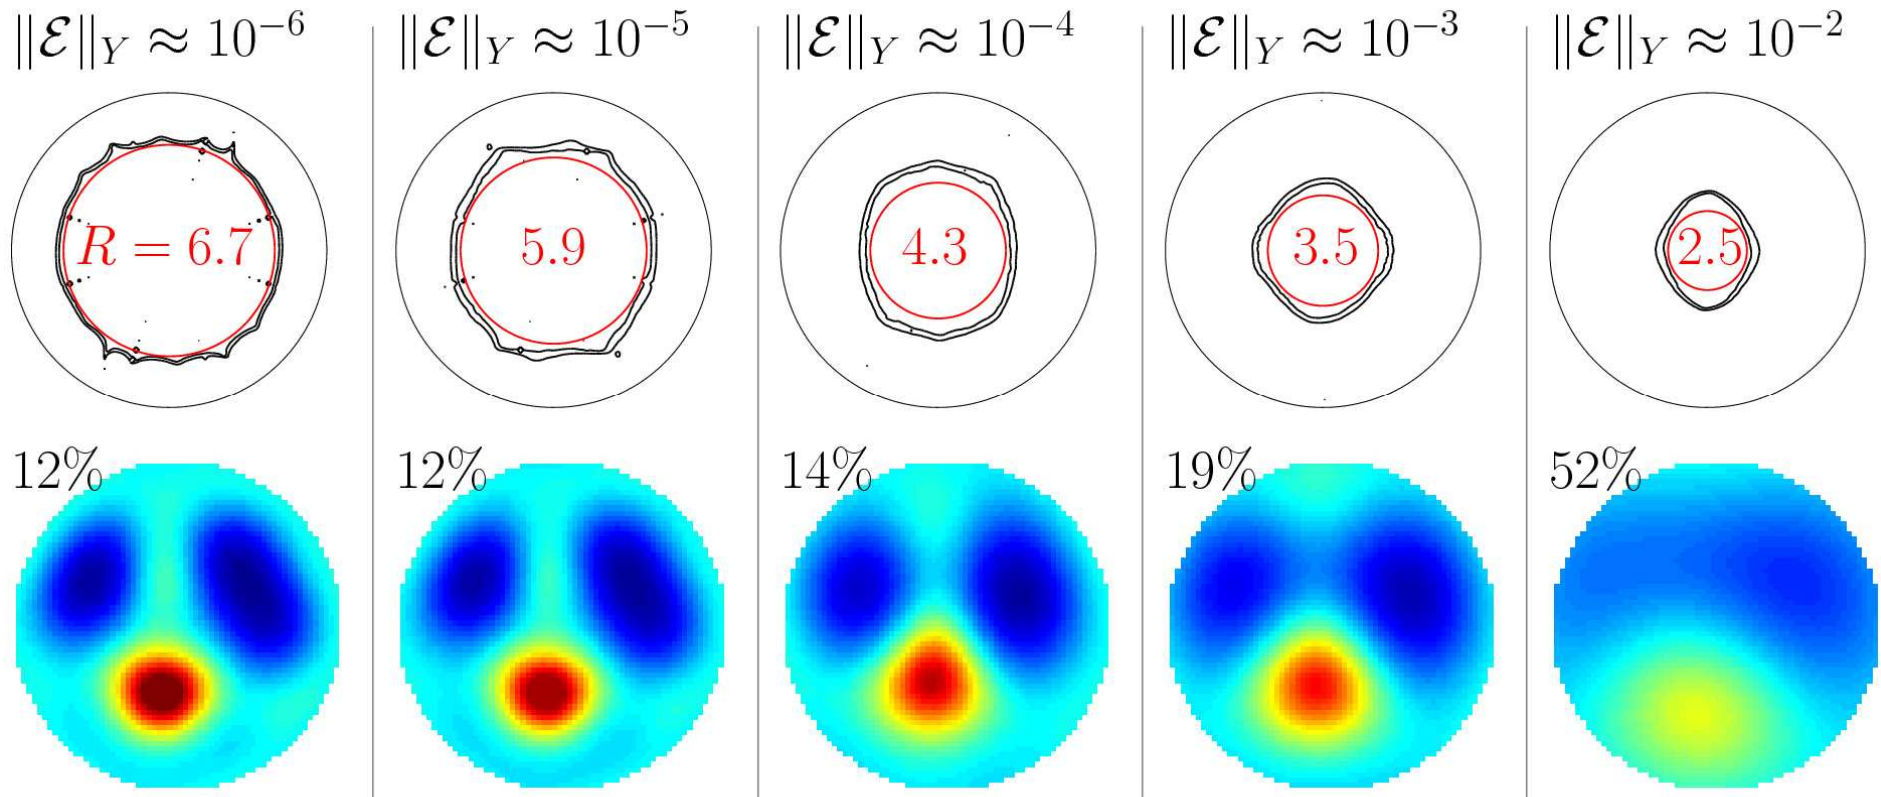 ‖𝓔‖_Y ≈ 10⁻⁶
‖𝓔‖_Y ≈ 10⁻⁵
‖𝓔‖_Y ≈ 10⁻⁴
‖𝓔‖_Y ≈ 10⁻³
‖𝓔‖_Y ≈ 10⁻²
R = 6.7
5.9
4.3
3.5
2.5
12%
12%
14%
19%
52%